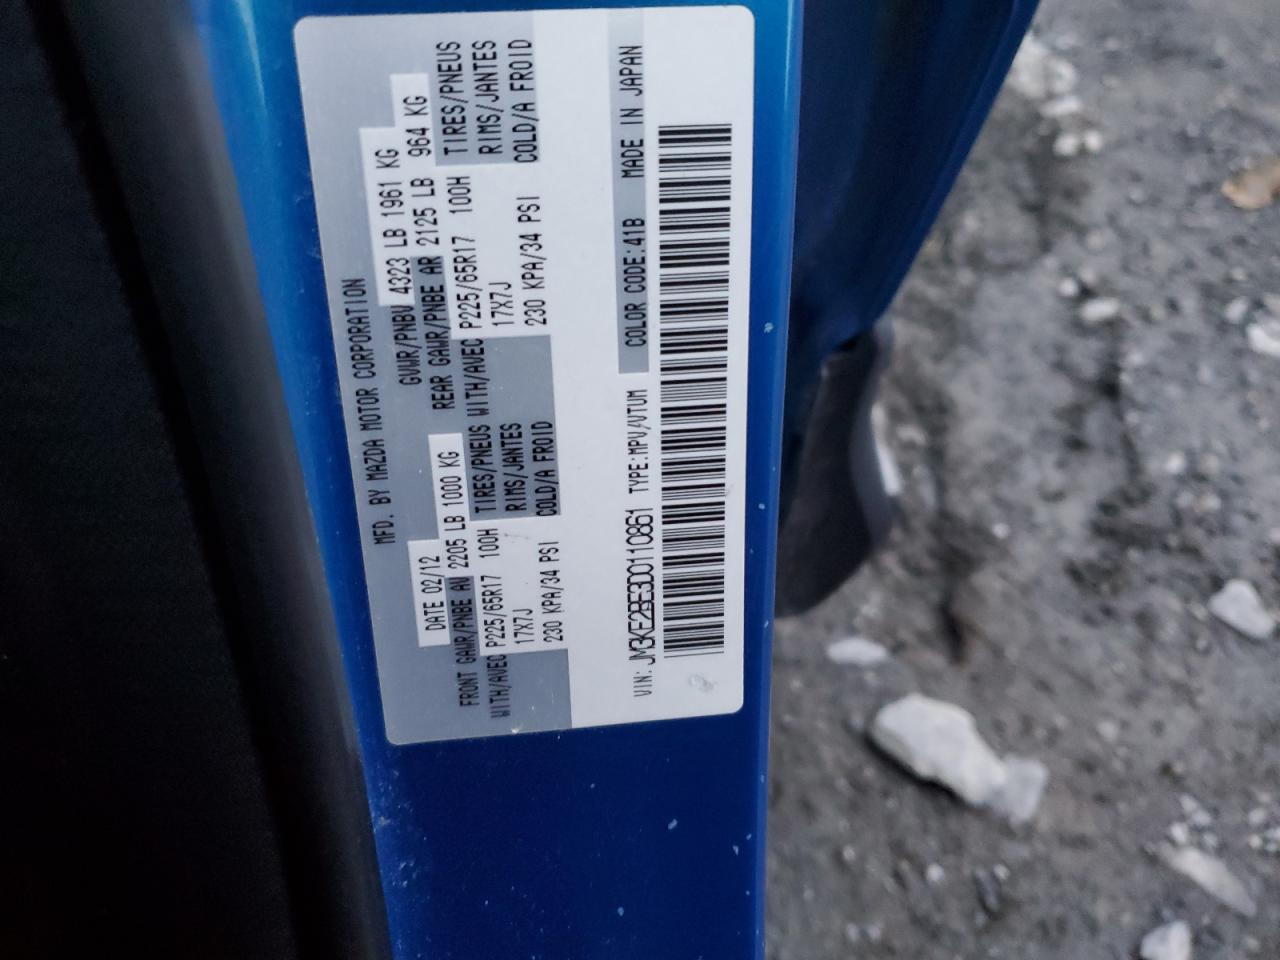 MFD. BY MAZDA MOTOR CORPORATION
DATE 02/12 GVWR/PNBV 4323 LB 1961 KG
FRONT GAWR/PNBE AV 2205 LB 1000 KG REAR GAWR/PNBE AR 2125 LB 964 KG
WITH/AVEC P225/65R17 100H TIRES/PNEUS WITH/AVEC P225/65R17 100H TIRES/PNEUS
17X7J RIMS/JANTES 17X7J RIMS/JANTES
230 KPA/34 PSI COLD/A FROID 230 KPA/34 PSI COLD/A FROID
VIN: JM3KE2BE3D0110861 TYPE:MPV/VTUM COLOR CODE:41B MADE IN JAPAN